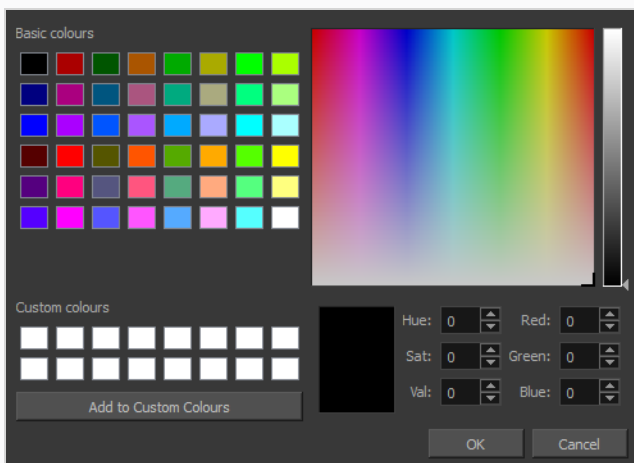 Basic colours
Custom colours
Add to Custom Colours
Hue: 0 Red: 0
Sat: 0 Green: 0
Val: 0 Blue: 0
OK Cancel